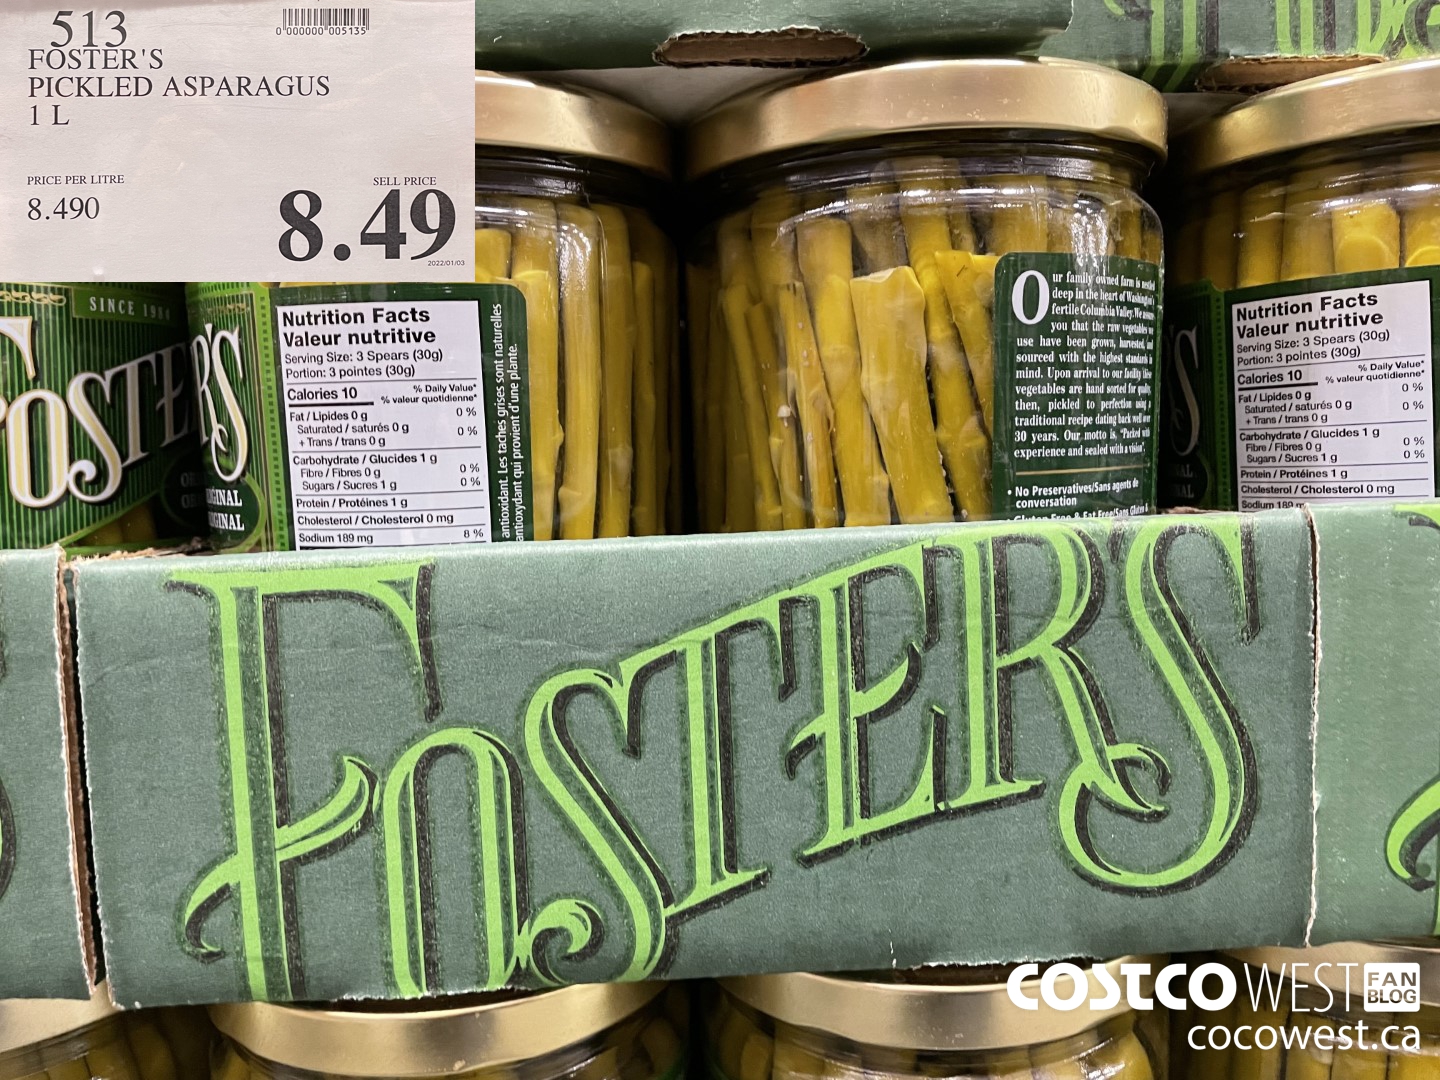 513
0 000000 005135
FOSTER'S
PICKLED ASPARAGUS
1 L
PRICE PER LITRE
8.490
SELL PRICE
8.49
2022/01/03
SINCE 1984
FOSTER
R'S
Nutrition Facts
Valeur nutritive
Serving Size: 3 Spears (30g)
Portion: 3 pointes (30g)
Calories 10
% Daily Value*
% valeur quotidienne*
Fat / Lipides 0 g 0 %
Saturated / saturés 0 g
+ Trans / trans 0 g 0 %
Carbohydrate / Glucides 1 g
Fibre / Fibres 0 g 0 %
Sugars / Sucres 1 g 0 %
Protein / Protéines 1 g
Cholesterol / Cholesterol 0 mg
Sodium 189 mg 8 %
antioxidant. Les taches grises sont naturelles
antioxydant qui provient d'une plante.
Our family owned farm is nestled
deep in the heart of Washington's
fertile Columbia Valley. We assure
you that the raw vegetables we
use have been grown, harvested, and
sourced with the highest standards in
mind. Upon arrival to our facility these
vegetables are hand sorted for quality,
then, pickled to perfection using a
traditional recipe dating back well over
30 years. Our motto is, "Packed with
experience and sealed with a vision".
• No Preservatives/Sans agents de
conversation
Nutrition Facts
Valeur nutritive
Serving Size: 3 Spears (30g)
Portion: 3 pointes (30g)
Calories 10
% Daily Value*
% valeur quotidienne*
Fat / Lipides 0 g 0 %
Saturated / saturés 0 g
+ Trans / trans 0 g 0 %
Carbohydrate / Glucides 1 g
Fibre / Fibres 0 g 0 %
Sugars / Sucres 1 g 0 %
Protein / Protéines 1 g
Cholesterol / Cholesterol 0 mg
Sodium 189 mg
FOSTER'S
COSTCO WEST FAN BLOG
cocowest.ca